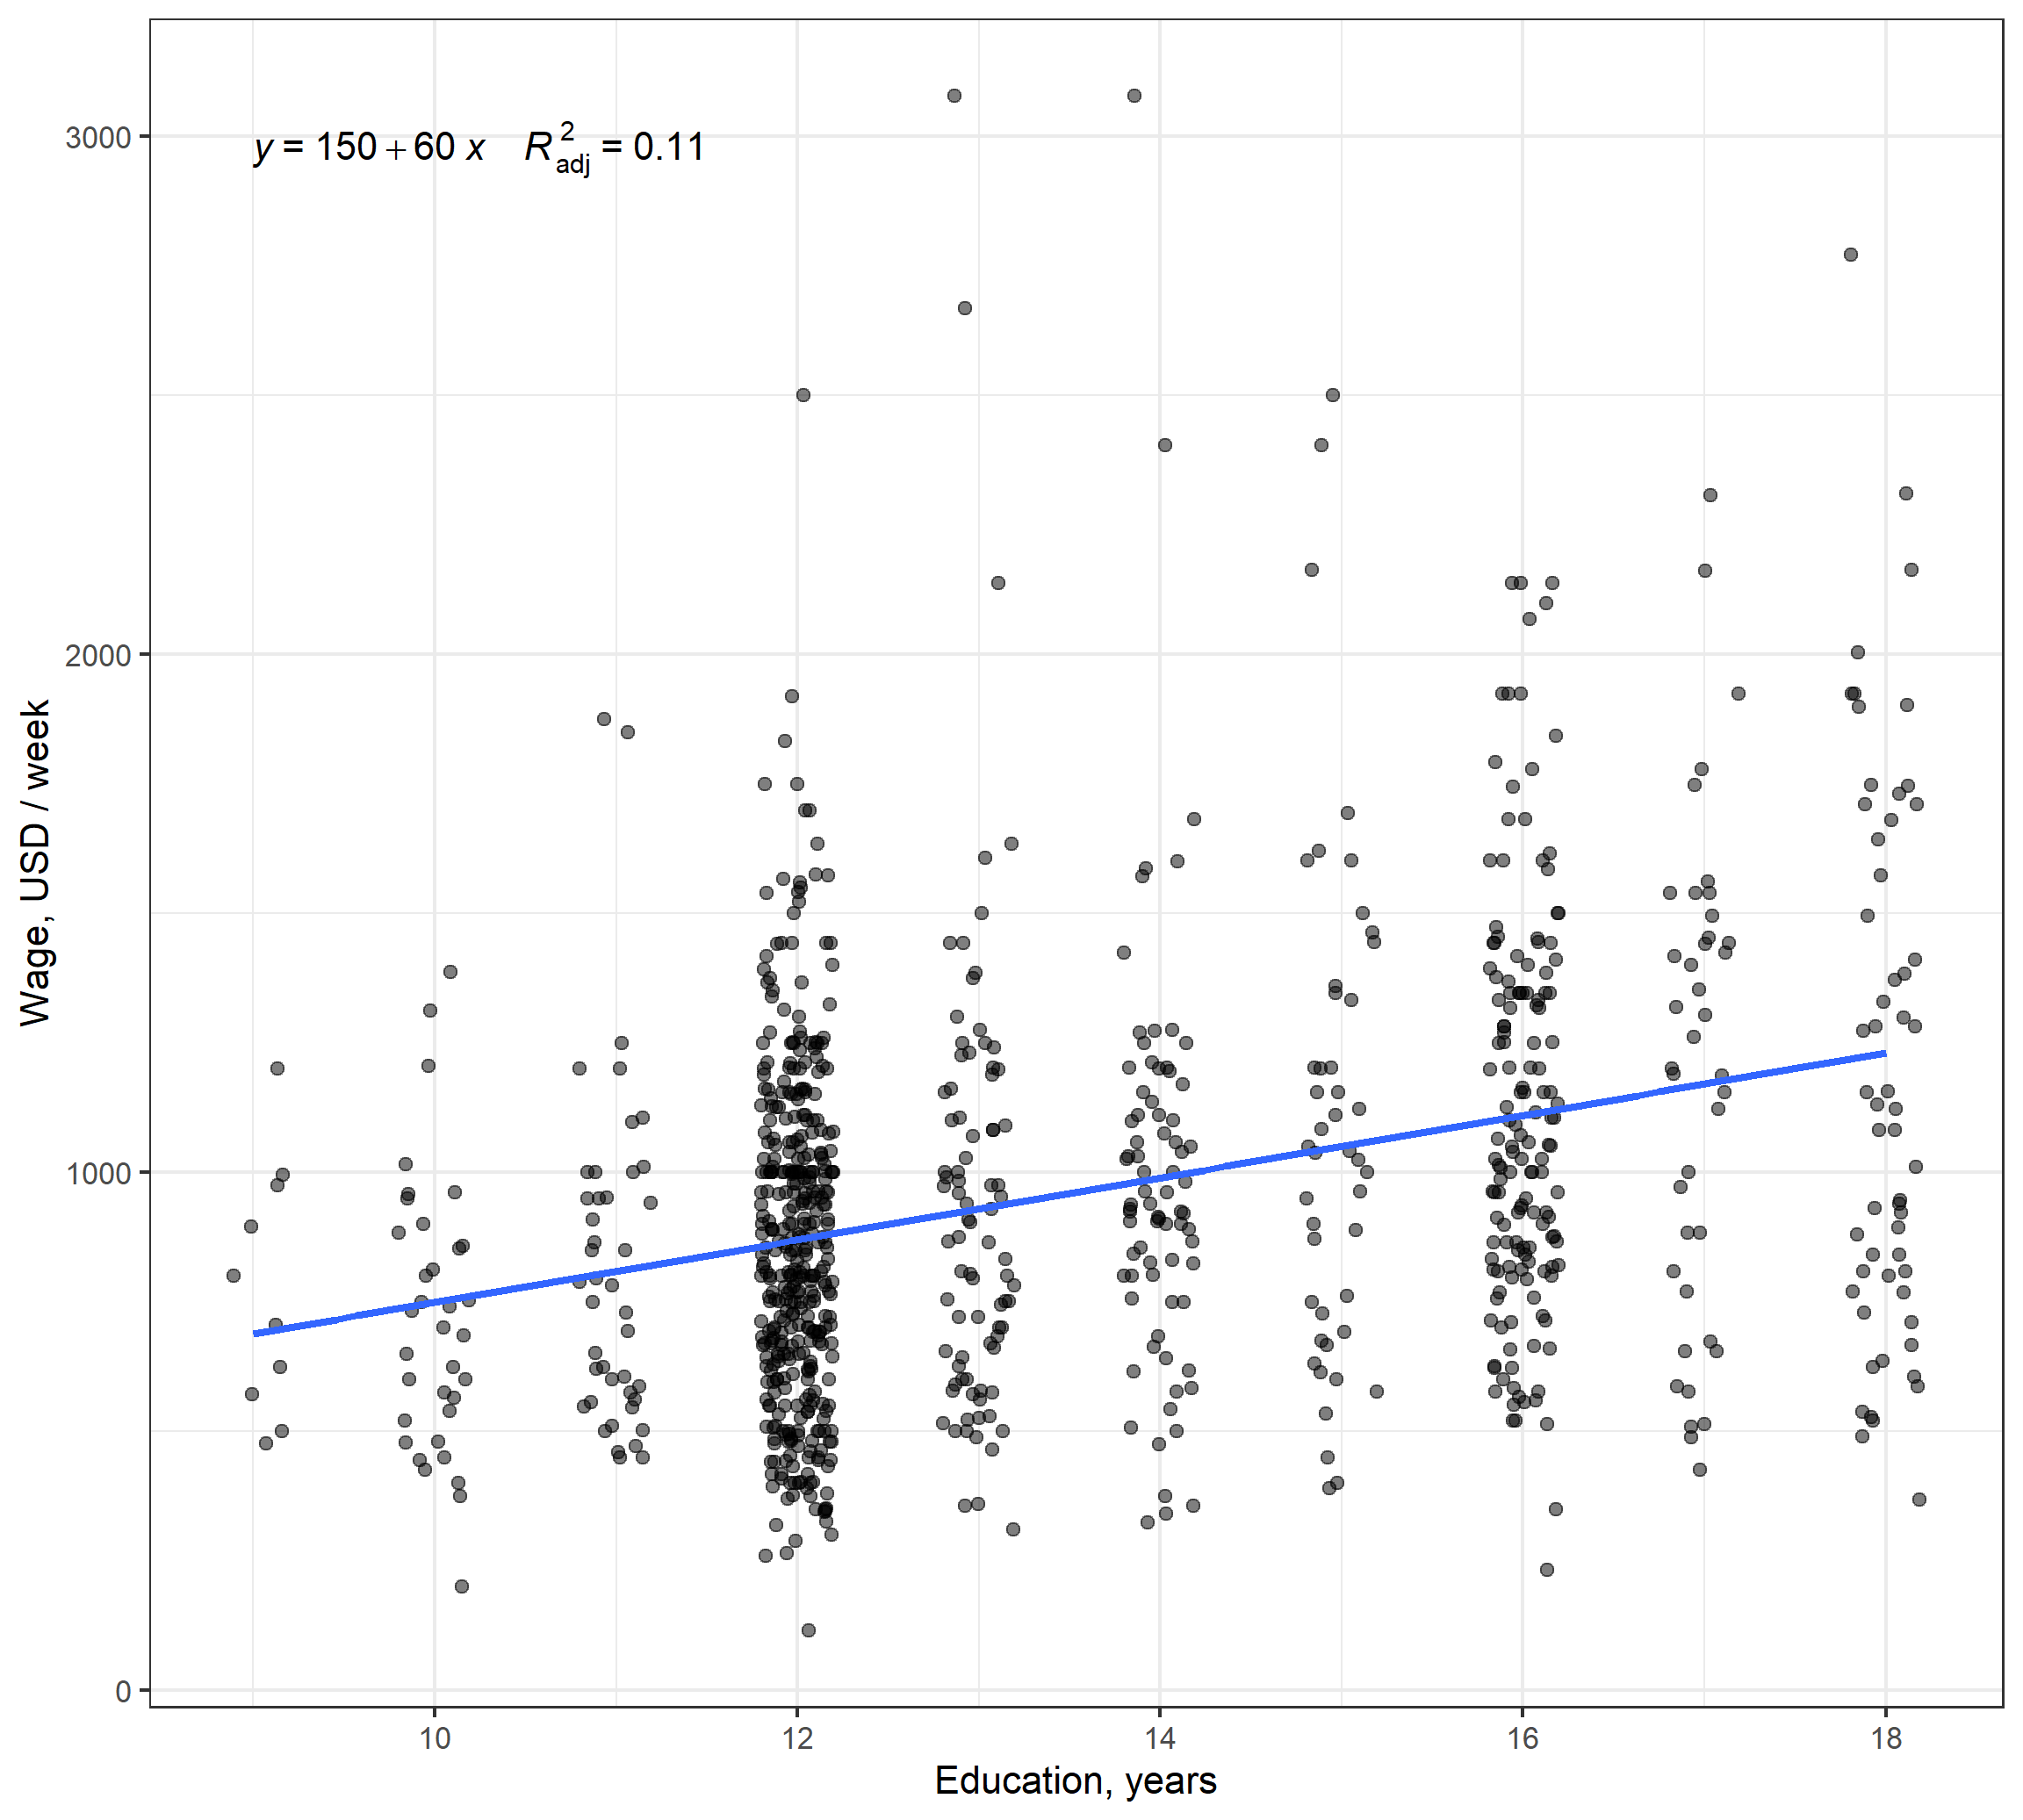 y = 150 + 60 x R²adj = 0.11
3000
2000
1000
0
10 12 14 16 18
Education, years
Wage, USD / week